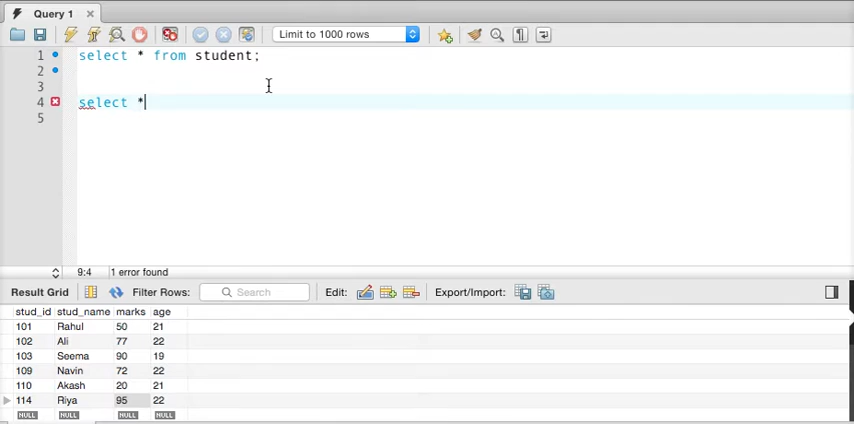 Query 1
Limit to 1000 rows
1 select * from student;
2
3
4 select *
5
9:4 1 error found
Result Grid Filter Rows: Search Edit: Export/Import:
stud_id stud_name marks age
101 Rahul 50 21
102 Ali 77 22
103 Seema 90 19
109 Navin 72 22
110 Akash 20 21
114 Riya 95 22
NULL NULL NULL NULL